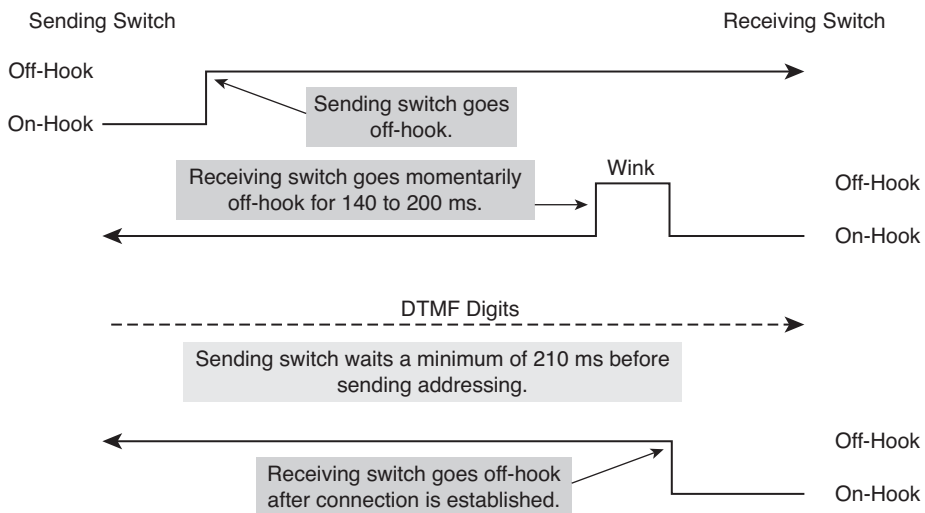 Sending Switch
Receiving Switch
Off-Hook
On-Hook
Sending switch goes
off-hook.
Receiving switch goes momentarily
off-hook for 140 to 200 ms.
Wink
Off-Hook
On-Hook
DTMF Digits
Sending switch waits a minimum of 210 ms before
sending addressing.
Off-Hook
Receiving switch goes off-hook
after connection is established.
On-Hook